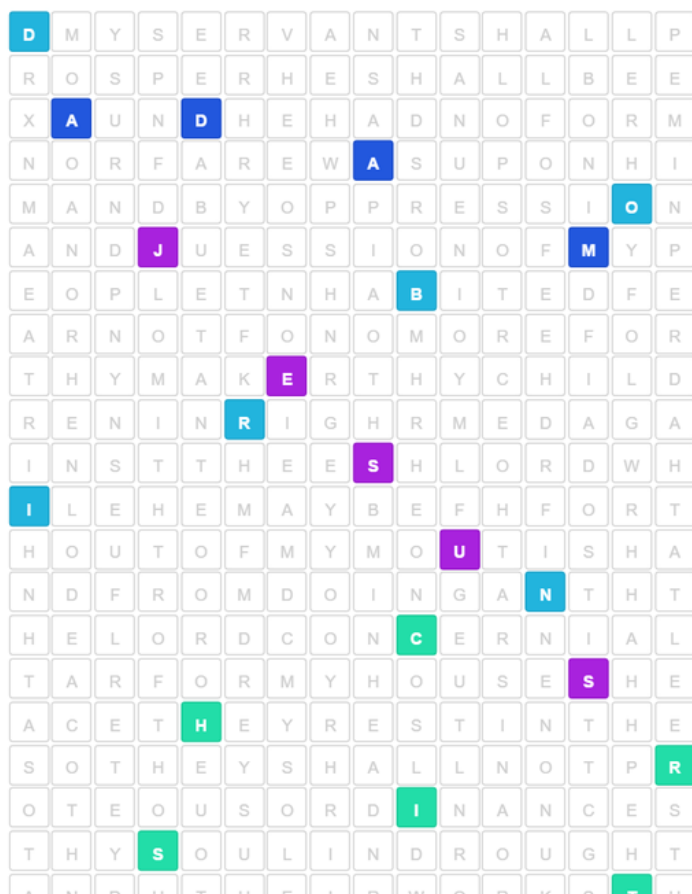 D M Y S E R V A N T S H A L L P
R O S P E R H E S H A L L B E E
X A U N D H E H A D N O F O R M
N O R F A R E W A S U P O N H I
M A N D B Y O P P R E S S I O N
A N D J U E S S I O N O F M Y P
E O P L E T N H A B I T E D F E
A R N O T F O N O M O R E F O R
T H Y M A K E R T H Y C H I L D
R E N I N R I G H R M E D A G A
I N S T T H E E S H L O R D W H
I L E H E M A Y B E F H F O R T
H O U T O F M Y M O U T I S H A
N D F R O M D O I N G A N T H T
H E L O R D C O N C E R N I A L
T A R F O R M Y H O U S E S H E
A C E T H E Y R E S T I N T H E
S O T H E Y S H A L L N O T P R
O T E O U S O R D I N A N C E S
T H Y S O U L I N D R O U G H T